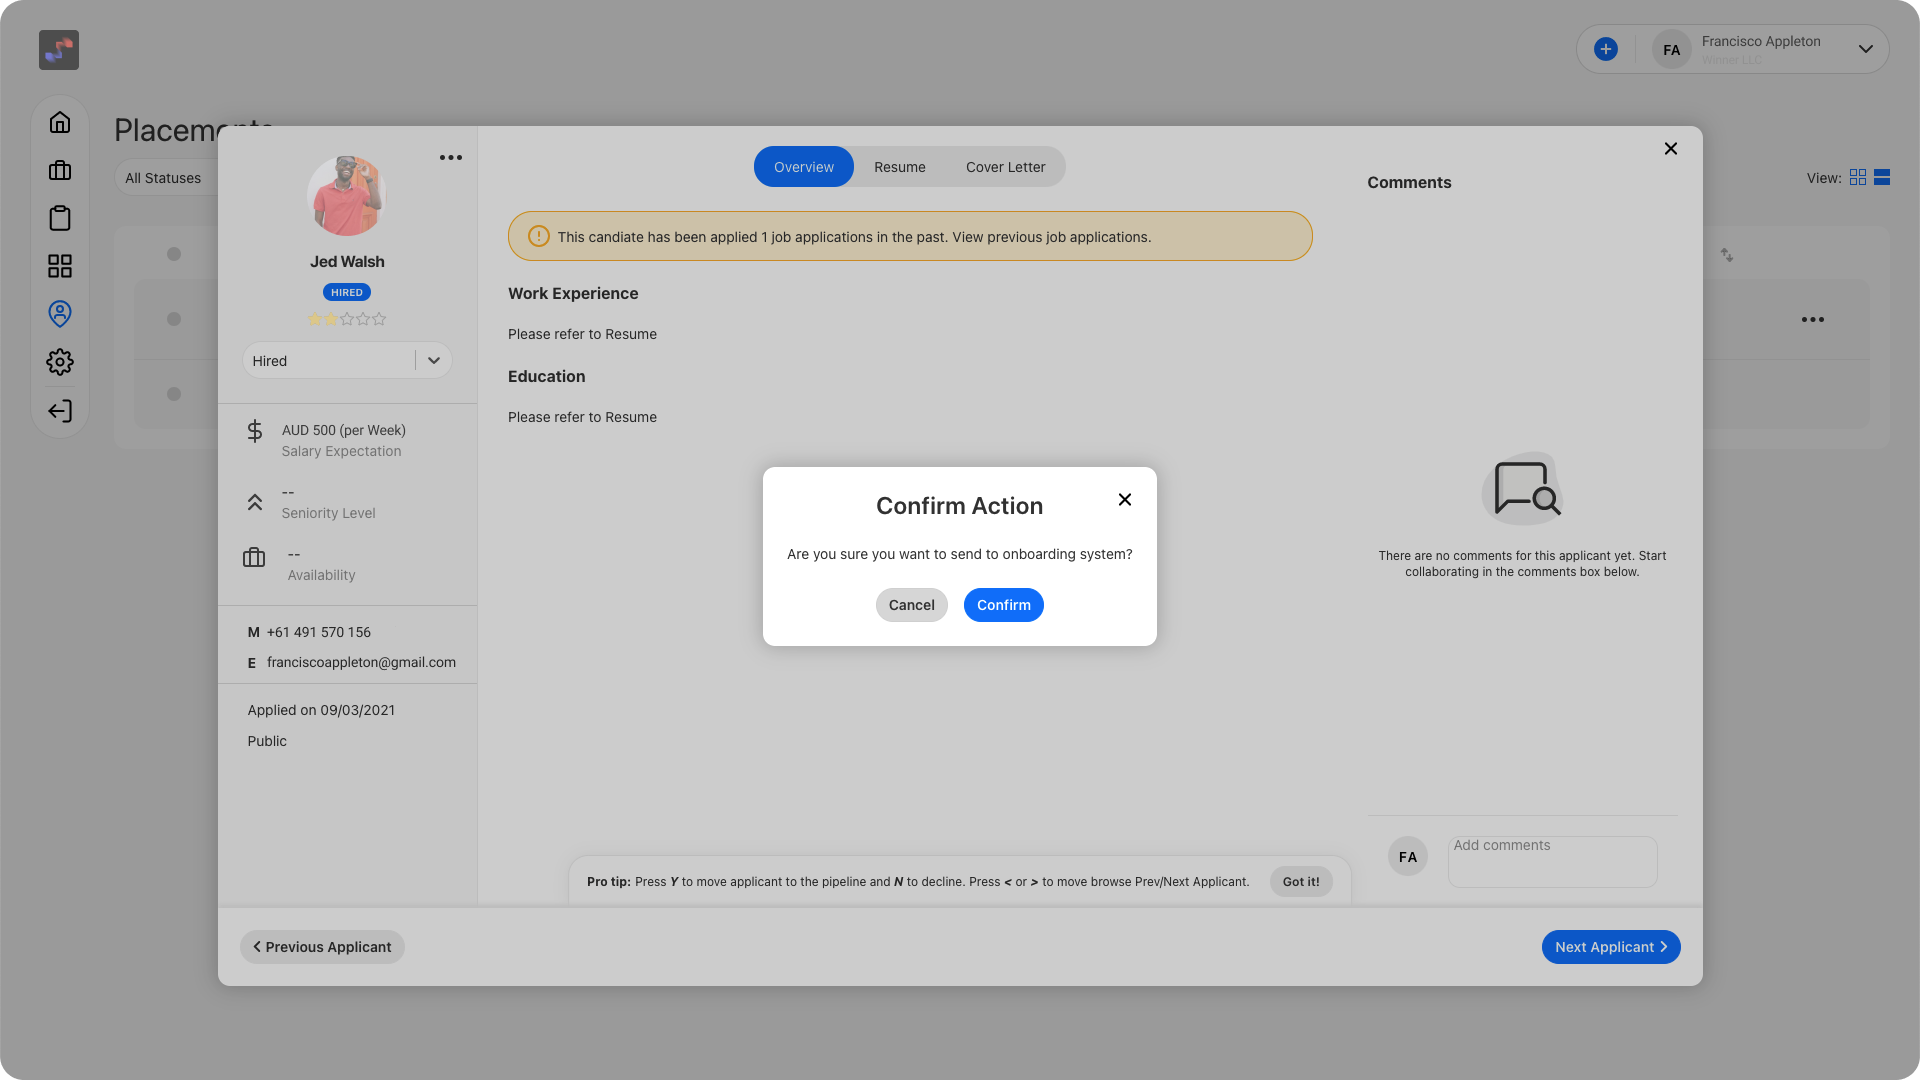 Francisco Appleton
FA
Winner LLC
Placements
All Statuses
View:
Jed Walsh
HIRED
Hired
AUD 500 (per Week)
Salary Expectation
--
Seniority Level
--
Availability
M +61 491 570 156
E franciscoappleton@gmail.com
Applied on 09/03/2021
Public
Overview Resume Cover Letter
This candiate has been applied 1 job applications in the past. View previous job applications.
Work Experience
Please refer to Resume
Education
Please refer to Resume
Confirm Action
Are you sure you want to send to onboarding system?
Cancel Confirm
Comments
There are no comments for this applicant yet. Start
collaborating in the comments box below.
FA
Add comments
Pro tip: Press Y to move applicant to the pipeline and N to decline. Press < or > to move browse Prev/Next Applicant.
Got it!
Previous Applicant
Next Applicant